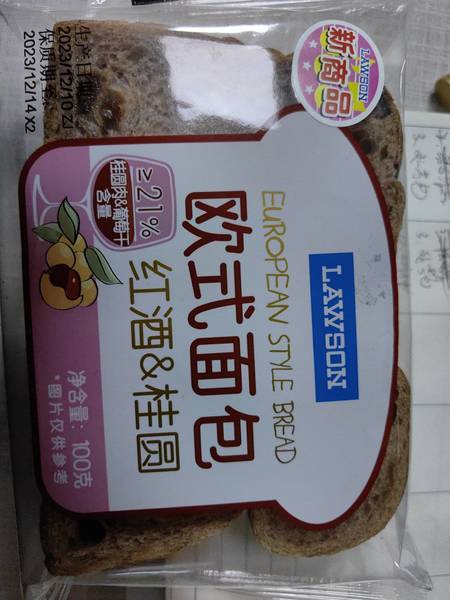 生产日期:
2023/12/10 ZJ
保质期至:
2023/12/14 X2
LAWSON
新商品
LAWSON
EUROPEAN STYLE BREAD
欧式面包
红酒&桂圆
≥21%
桂圆肉&葡萄干
含量
净含量: 100克
*图片仅供参考